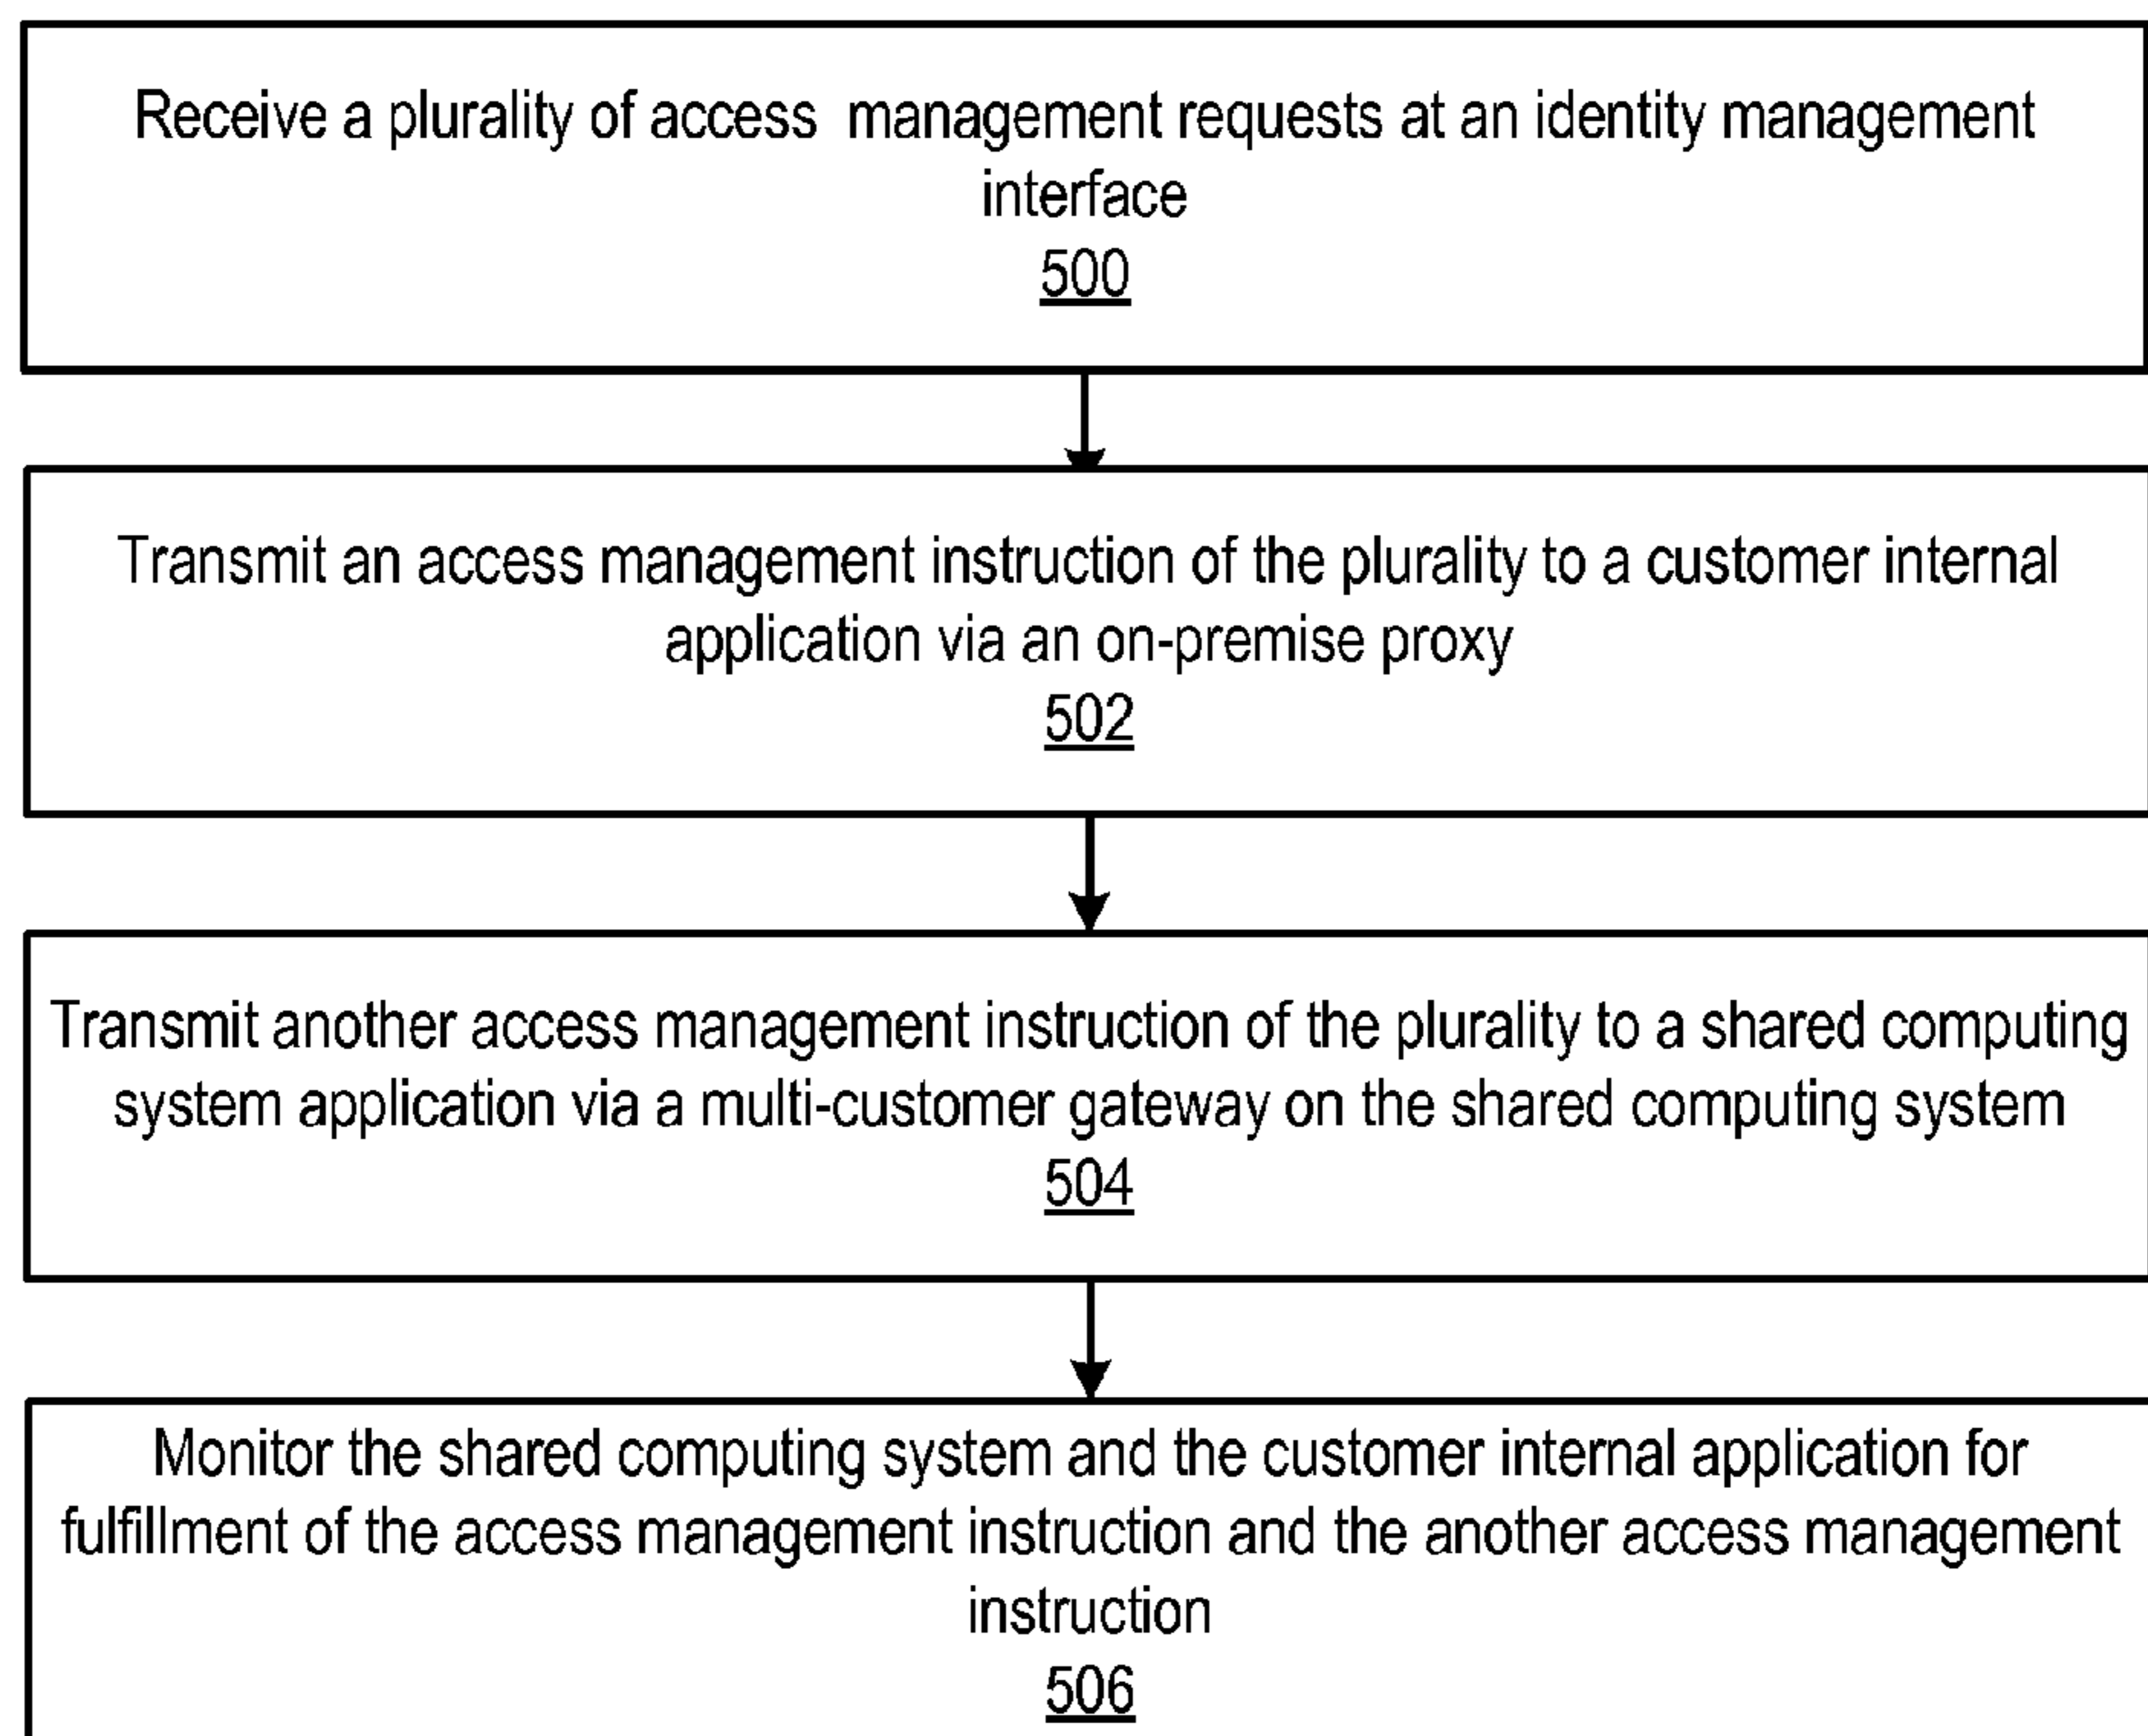 Receive a plurality of access management requests at an identity management
interface
500
Transmit an access management instruction of the plurality to a customer internal
application via an on-premise proxy
502
Transmit another access management instruction of the plurality to a shared computing
system application via a multi-customer gateway on the shared computing system
504
Monitor the shared computing system and the customer internal application for
fulfillment of the access management instruction and the another access management
instruction
506